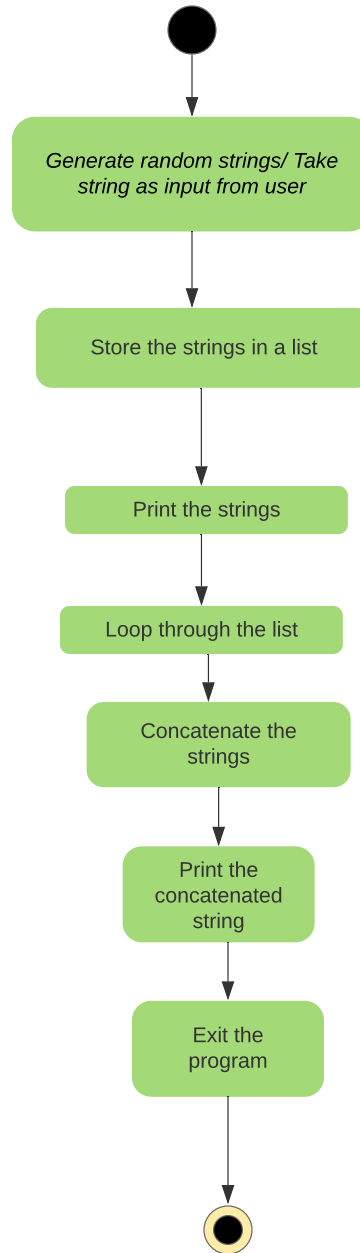 Generate random strings/ Take
string as input from user
Store the strings in a list
Print the strings
Loop through the list
Concatenate the
strings
Print the
concatenated
string
Exit the
program